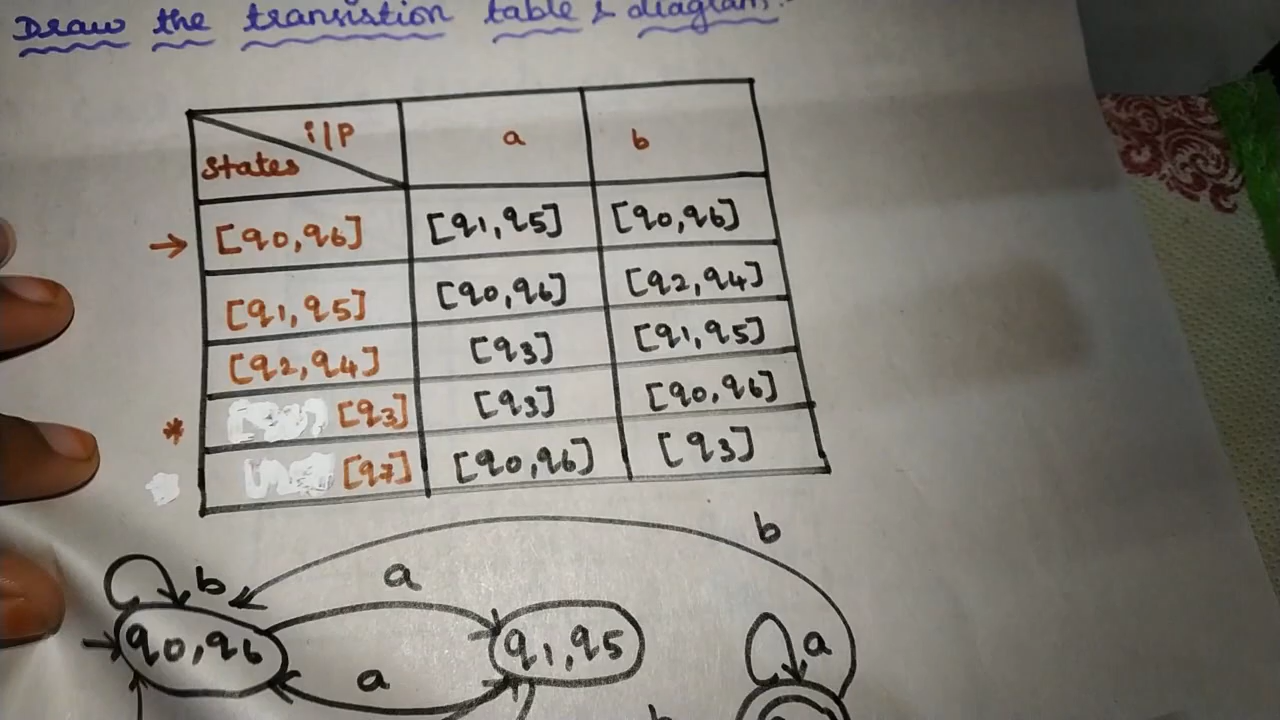 Draw the transistion table & diagram.
i/P a b
States
→ [q0,q6] [q1,q5] [q0,q6]
[q1,q5] [q0,q6] [q2,q4]
[q2,q4] [q3] [q1,q5]
* [q3] [q3] [q0,q6]
[q7] [q0,q6] [q3]
b
b a
a
q0,q6 q1,q5
a
b